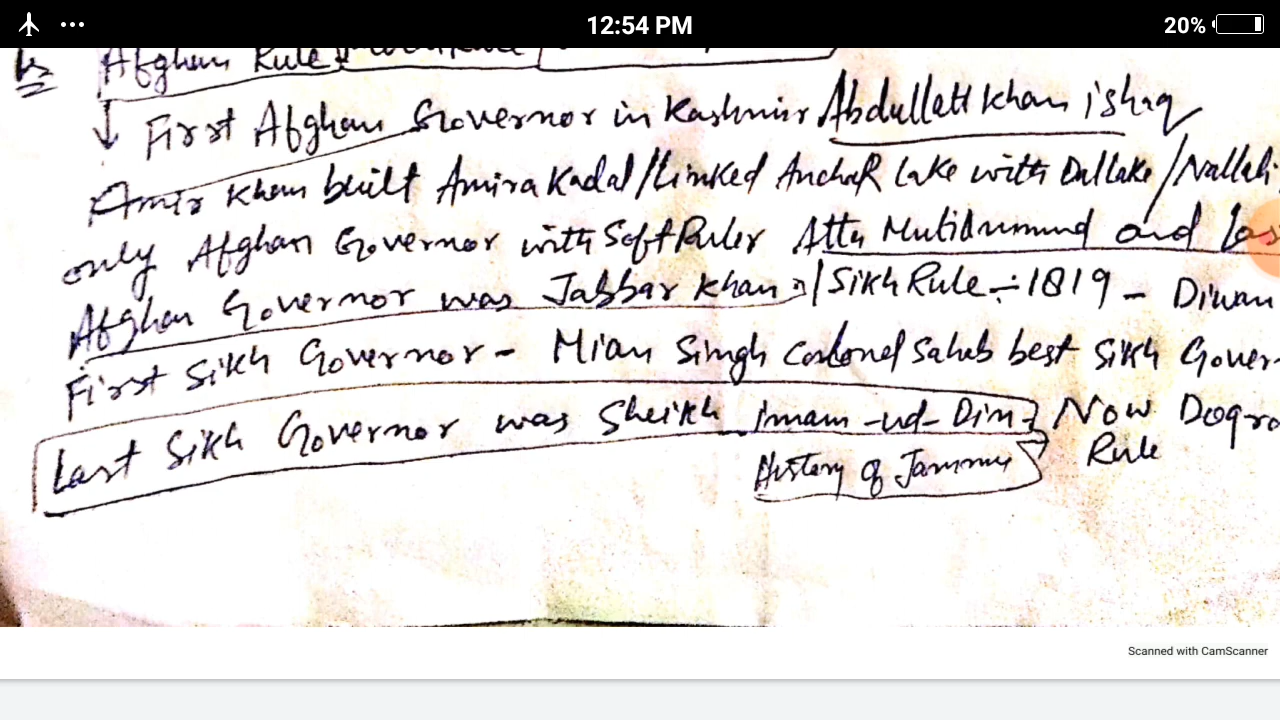 12:54 PM
20%
Afghan Rule
First Afghan Governor in Kashmir Abdullah Khan ishaq
Amir Khan built Amira Kadal/Linked Anchar lake with Dal lake/Nallah
only Afghan Governor with Soft Ruler Atta and Las
Afghan Governor was Jabbar Khan /Sikh Rule :- 1819 - Diwan
First Sikh Governor - Mian Singh Colonel Saheb best Sikh Gover
Last Sikh Governor was Sheikh Imam-ud-Din Now Dogra
History of Jammu Rule
Scanned with CamScanner